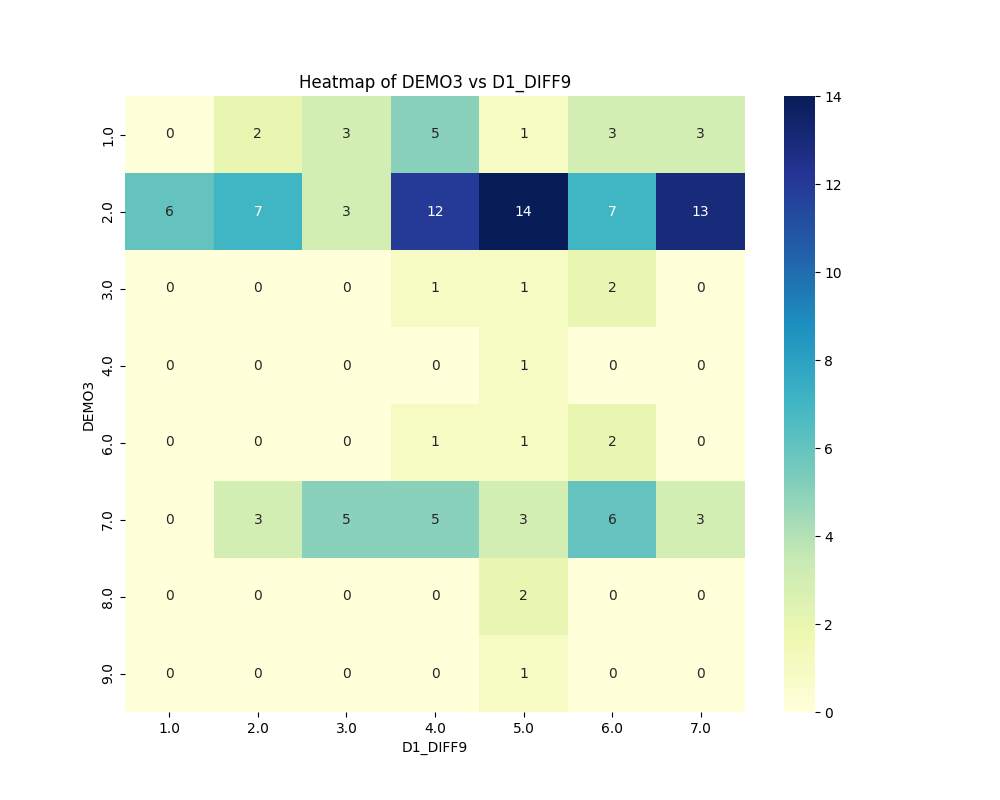 Heatmap of DEMO3 vs D1_DIFF9
1.0 0 2 3 5 1 3 3
2.0 6 7 3 12 14 7 13
3.0 0 0 0 1 1 2 0
4.0 0 0 0 0 1 0 0
6.0 0 0 0 1 1 2 0
7.0 0 3 5 5 3 6 3
8.0 0 0 0 0 2 0 0
9.0 0 0 0 0 1 0 0
1.0 2.0 3.0 4.0 5.0 6.0 7.0
D1_DIFF9
DEMO3
14
12
10
8
6
4
2
0